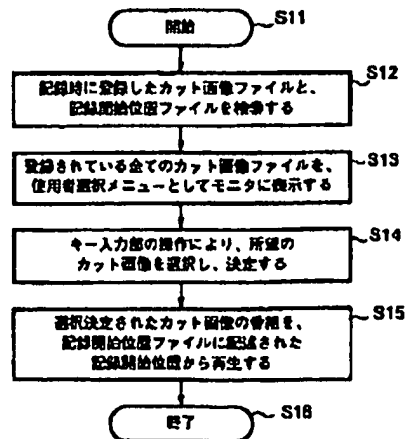 開始
S11
S12
記録時に登録したカット画像ファイルと、
記録開始位置ファイルを検索する
S13
登録されている全てのカット画像ファイルを、
使用者選択メニューとしてモニタに表示する
S14
キー入力部の操作により、所望の
カット画像を選択し、決定する
S15
選択決定されたカット画像の番組を、
記録開始位置ファイルに記述された
記録開始位置から再生する
終了
S16